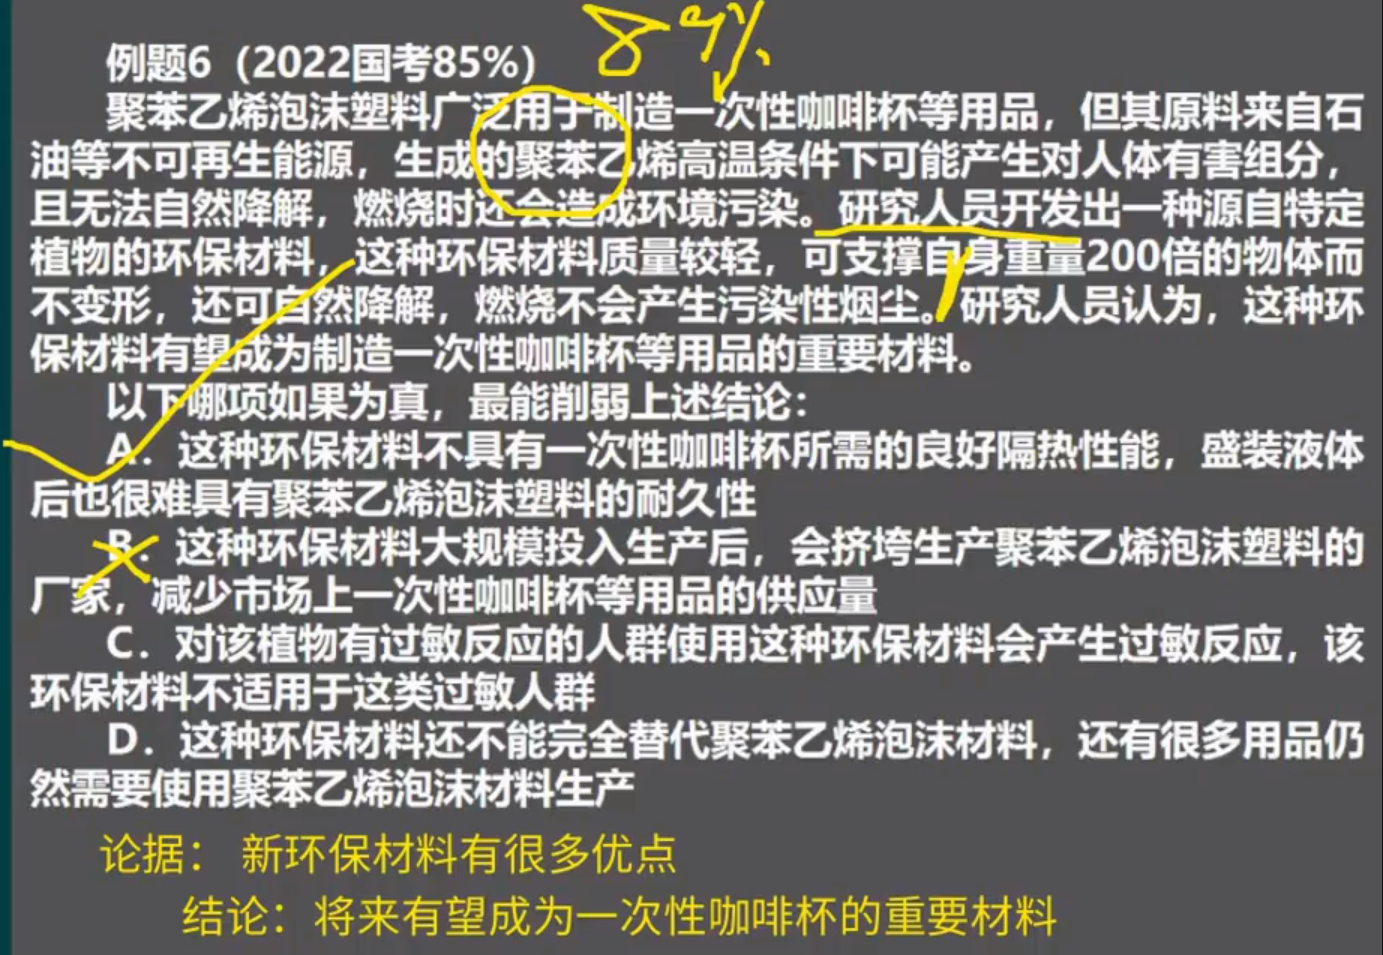 89%
例题6（2022国考85%）
聚苯乙烯泡沫塑料广泛用于制造一次性咖啡杯等用品，但其原料来自石
油等不可再生能源，生成的聚苯乙烯高温条件下可能产生对人体有害组分，
且无法自然降解，燃烧时还会造成环境污染。研究人员开发出一种源自特定
植物的环保材料，这种环保材料质量较轻，可支撑自身重量200倍的物体而
不变形，还可自然降解，燃烧不会产生污染性烟尘。研究人员认为，这种环
保材料有望成为制造一次性咖啡杯等用品的重要材料。
以下哪项如果为真，最能削弱上述结论：
A．这种环保材料不具有一次性咖啡杯所需的良好隔热性能，盛装液体
后也很难具有聚苯乙烯泡沫塑料的耐久性
B．这种环保材料大规模投入生产后，会挤垮生产聚苯乙烯泡沫塑料的
厂家，减少市场上一次性咖啡杯等用品的供应量
C．对该植物有过敏反应的人群使用这种环保材料会产生过敏反应，该
环保材料不适用于这类过敏人群
D．这种环保材料还不能完全替代聚苯乙烯泡沫材料，还有很多用品仍
然需要使用聚苯乙烯泡沫材料生产
论据： 新环保材料有很多优点
结论：将来有望成为一次性咖啡杯的重要材料